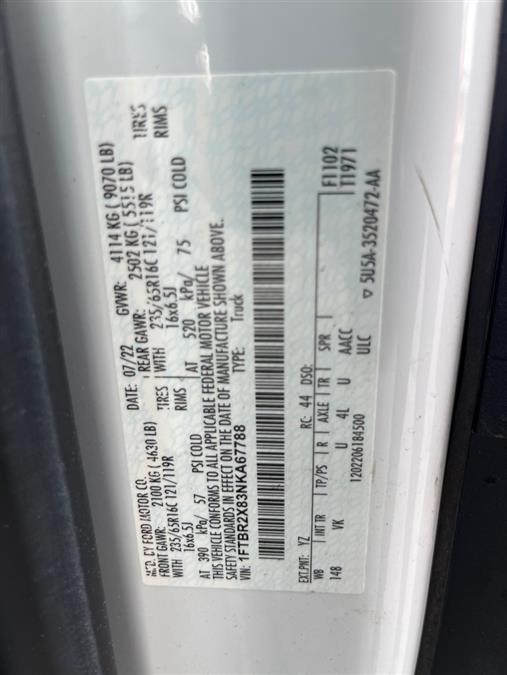 MFD. BY FORD MOTOR CO. DATE: 07/22 GVWR: 4114 KG ( 9070 LB)
FRONT GAWR: 2100 KG ( 4630 LB) REAR GAWR: 2502 KG ( 5515 LB)
WITH 235/65R16C 121/119R TIRES WITH 235/65R16C 121/119R TIRES
16x6.5J RIMS 16x6.5J RIMS
AT 390 kPa/ 57 PSI COLD AT 520 kPa/ 75 PSI COLD
THIS VEHICLE CONFORMS TO ALL APPLICABLE FEDERAL MOTOR VEHICLE
SAFETY STANDARDS IN EFFECT ON THE DATE OF MANUFACTURE SHOWN ABOVE.
VIN: 1FTBR2X83NKA67788 TYPE: Truck
EXT.PNT: YZ RC: 44 DSO: F1102
WB INT TR TP/PS R AXLE TR SPR T1971
148 VK U 4L U AACC
1202206184500 ULC ▽ 5U5A-3520472-AA